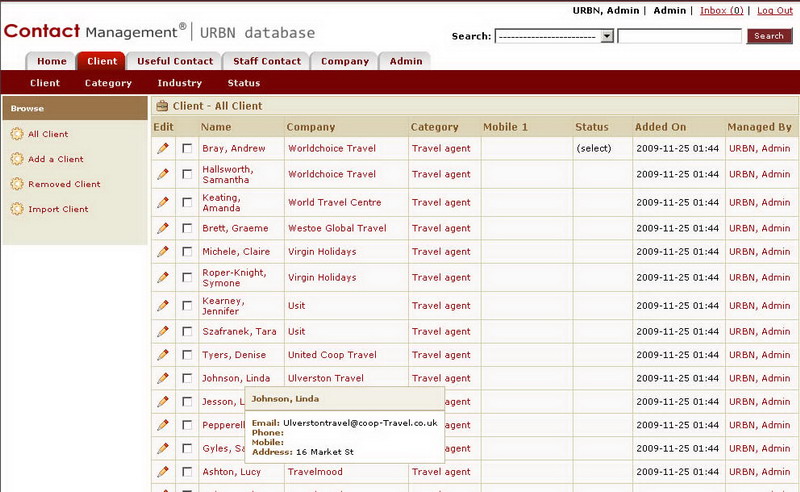 URBN, Admin | Admin | Inbox (0) | Log Out
Contact Management® | URBN database
Search: ------------------------ Search
Home Client Useful Contact Staff Contact Company Admin
Client Category Industry Status
Browse
All Client
Add a Client
Removed Client
Import Client
Client - All Client
Edit Name Company Category Mobile 1 Status Added On Managed By
Bray, Andrew Worldchoice Travel Travel agent (select) 2009-11-25 01:44 URBN, Admin
Hallsworth,
Samantha Worldchoice Travel Travel agent 2009-11-25 01:44 URBN, Admin
Keating,
Amanda World Travel Centre Travel agent 2009-11-25 01:44 URBN, Admin
Brett, Graeme Westoe Global Travel Travel agent 2009-11-25 01:44 URBN, Admin
Michele, Claire Virgin Holidays Travel agent 2009-11-25 01:44 URBN, Admin
Roper-Knight,
Symone Virgin Holidays Travel agent 2009-11-25 01:44 URBN, Admin
Kearney,
Jennifer Usit Travel agent 2009-11-25 01:44 URBN, Admin
Szafranek, Tara Usit Travel agent 2009-11-25 01:44 URBN, Admin
Tyers, Denise United Coop Travel Travel agent 2009-11-25 01:44 URBN, Admin
Johnson, Linda Ulverston Travel Travel agent 2009-11-25 01:44 URBN, Admin
Jesson, 2009-11-25 01:44 URBN, Admin
2009-11-25 01:44 URBN, Admin
Gyles, 2009-11-25 01:44 URBN, Admin
Ashton, Lucy Travelmood Travel agent 2009-11-25 01:44 URBN, Admin
Johnson, Linda
Email: Ulverstontravel@coop-Travel.co.uk
Phone:
Mobile:
Address: 16 Market St